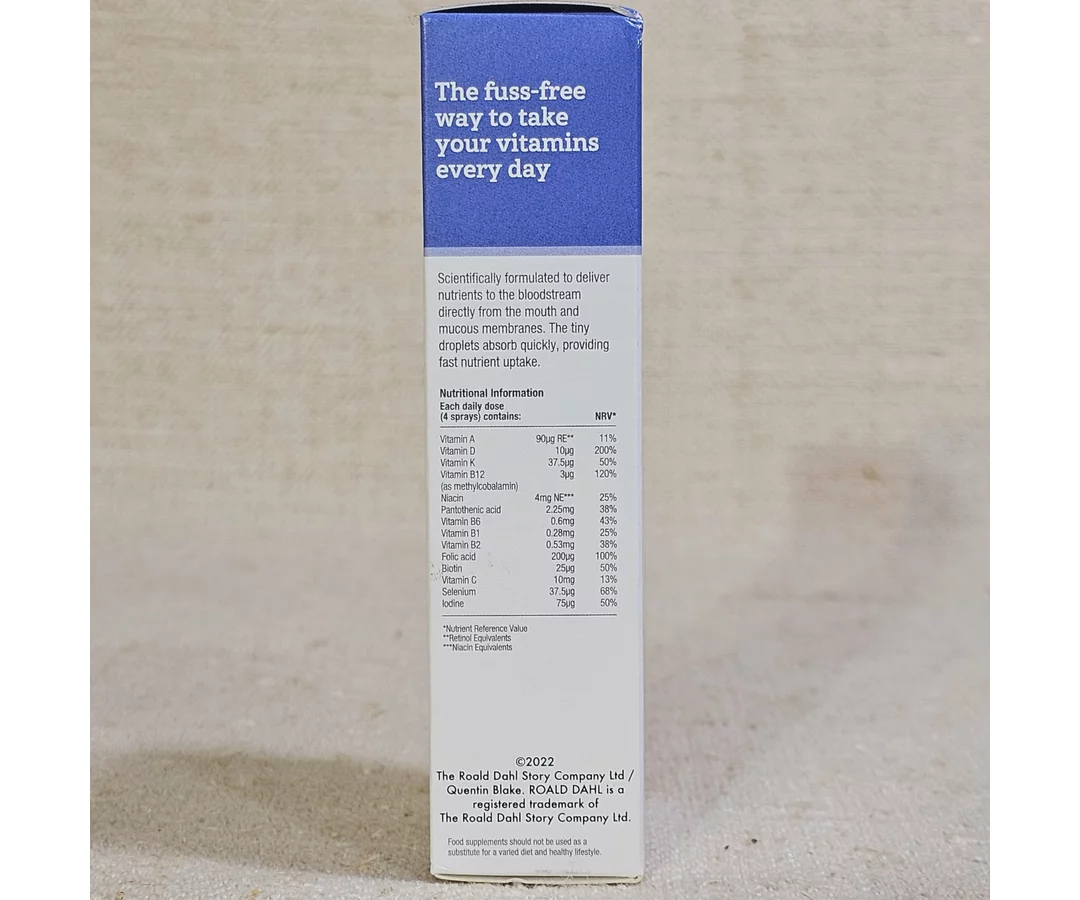 The fuss-free
way to take
your vitamins
every day
Scientifically formulated to deliver
nutrients to the bloodstream
directly from the mouth and
mucous membranes. The tiny
droplets absorb quickly, providing
fast nutrient uptake.
Nutritional Information
Each daily dose
(4 sprays) contains: NRV*
Vitamin A 90µg RE** 11%
Vitamin D 10µg 200%
Vitamin K 37.5µg 50%
Vitamin B12 3µg 120%
(as methylcobalamin)
Niacin 4mg NE*** 25%
Pantothenic acid 2.25mg 38%
Vitamin B6 0.6mg 43%
Vitamin B1 0.28mg 25%
Vitamin B2 0.53mg 38%
Folic acid 200µg 100%
Biotin 25µg 50%
Vitamin C 10mg 13%
Selenium 37.5µg 68%
Iodine 75µg 50%
*Nutrient Reference Value
**Retinol Equivalents
***Niacin Equivalents
©2022
The Roald Dahl Story Company Ltd /
Quentin Blake. ROALD DAHL is a
registered trademark of
The Roald Dahl Story Company Ltd.
Food supplements should not be used as a
substitute for a varied diet and healthy lifestyle.